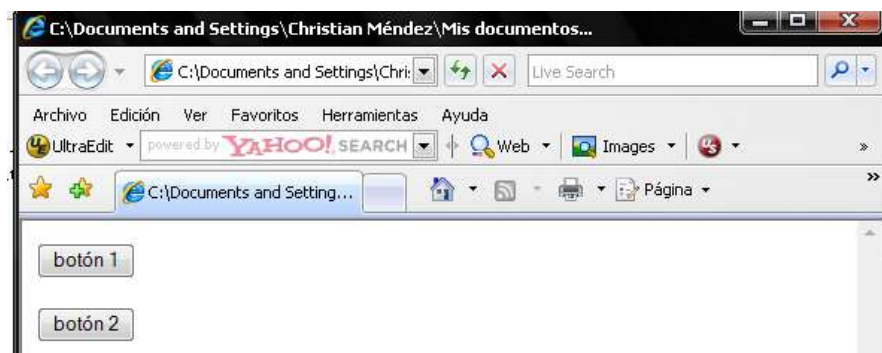 C:\Documents and Settings\Christian Méndez\Mis documentos...
C:\Documents and Settings\Chri: Live Search
Archivo Edición Ver Favoritos Herramientas Ayuda
UltraEdit powered by YAHOO! SEARCH Web Images »
C:\Documents and Setting... Página »
botón 1
botón 2